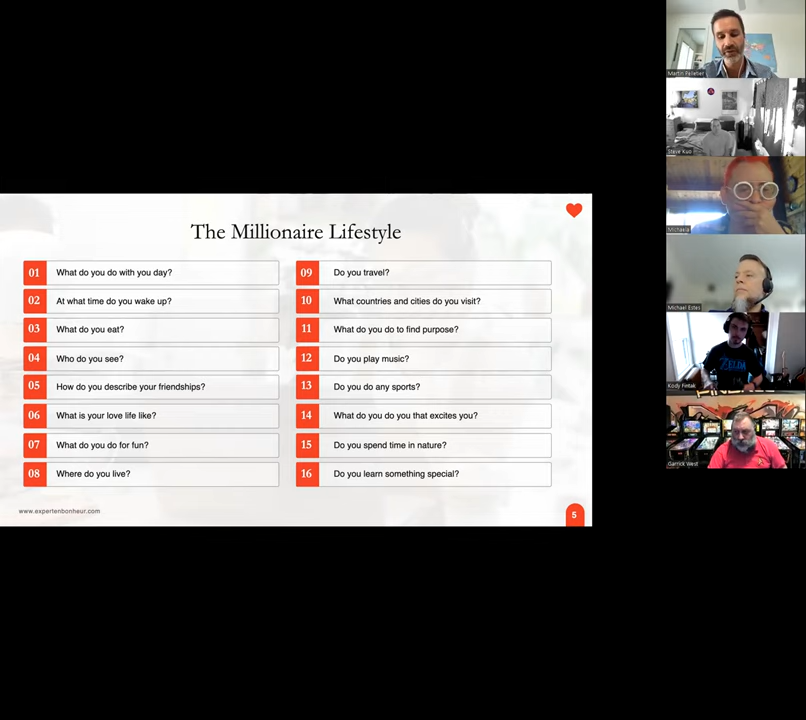 The Millionaire Lifestyle
01 What do you do with you day?
02 At what time do you wake up?
03 What do you eat?
04 Who do you see?
05 How do you describe your friendships?
06 What is your love life like?
07 What do you do for fun?
08 Where do you live?
09 Do you travel?
10 What countries and cities do you visit?
11 What do you do to find purpose?
12 Do you play music?
13 Do you do any sports?
14 What do you do you that excites you?
15 Do you spend time in nature?
16 Do you learn something special?
www.expertenbonheur.com
5
Martin Pelletier
Steve Kuo
Michaela
Michael Estes
ZELDA
Kody Fintak
Garrick West